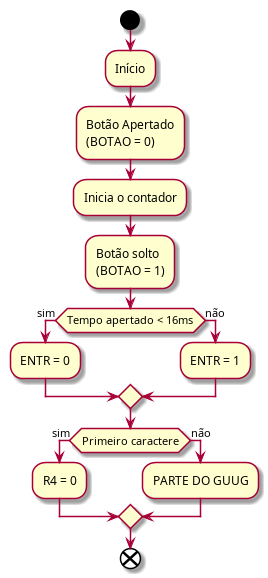 Início
Botão Apertado
(BOTAO = 0)
Inicia o contador
Botão solto
(BOTAO = 1)
sim
Tempo apertado < 16ms
não
ENTR = 0
ENTR = 1
sim
Primeiro caractere
não
R4 = 0
PARTE DO GUUG